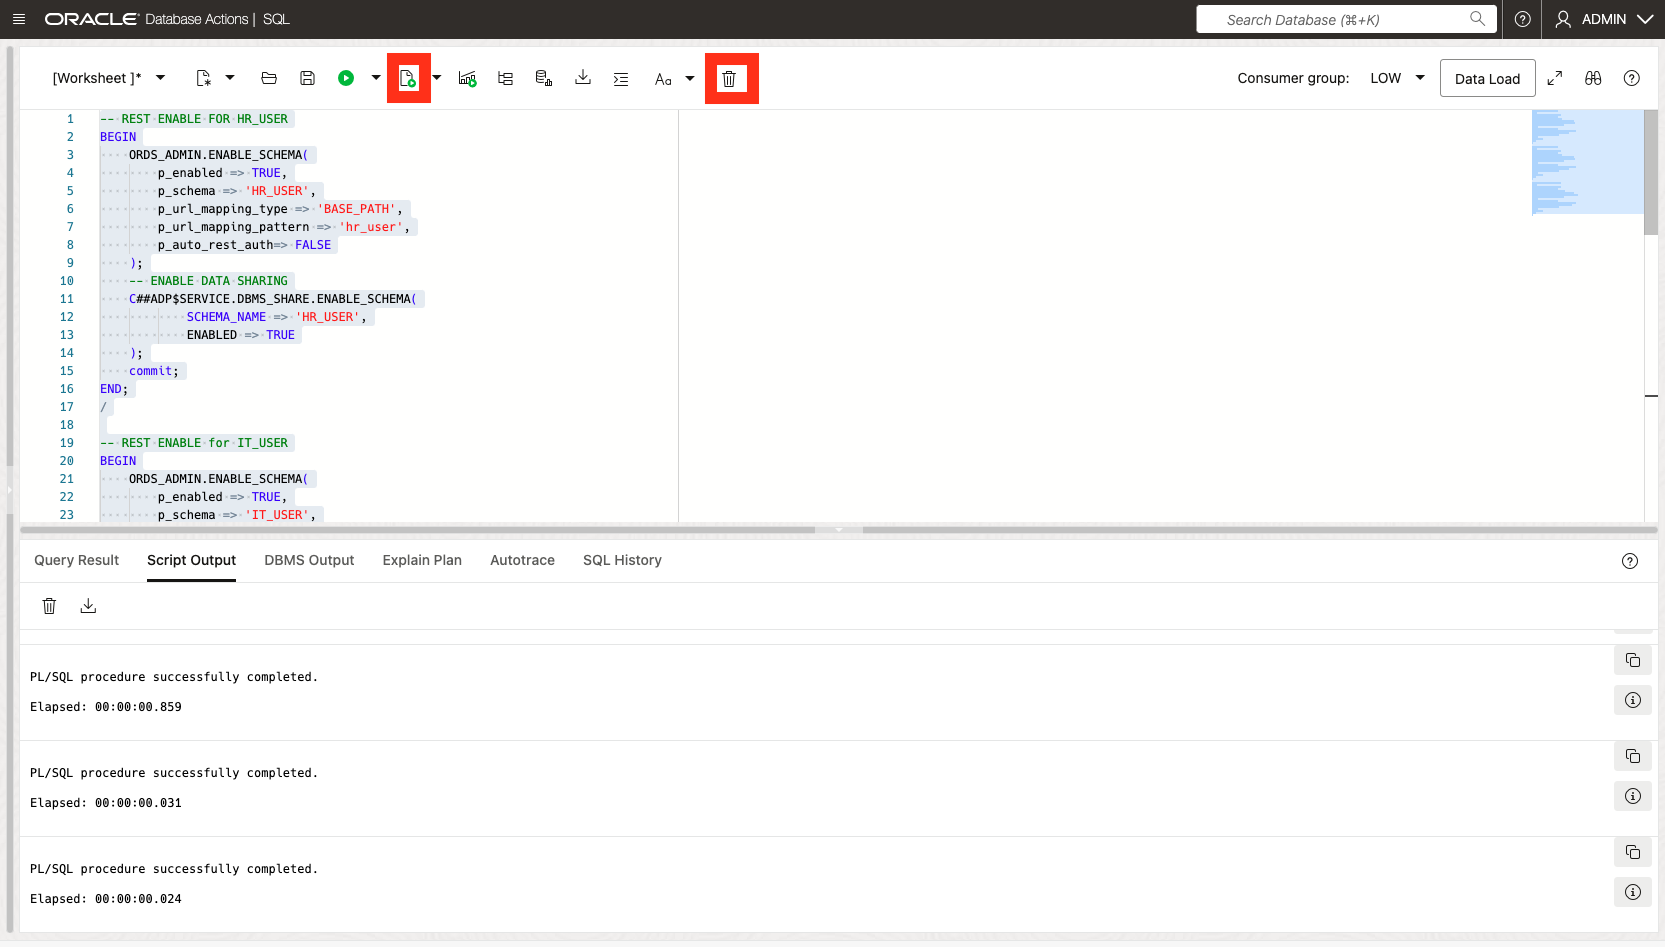 ORACLE Database Actions | SQL
Search Database (⌘+K)
ADMIN
[Worksheet ]*
Aa
Consumer group: LOW
Data Load
1 -- REST ENABLE FOR HR_USER
2 BEGIN
3 ORDS_ADMIN.ENABLE_SCHEMA(
4 p_enabled => TRUE,
5 p_schema => 'HR_USER',
6 p_url_mapping_type => 'BASE_PATH',
7 p_url_mapping_pattern => 'hr_user',
8 p_auto_rest_auth=> FALSE
9 );
10 -- ENABLE DATA SHARING
11 C##ADP$SERVICE.DBMS_SHARE.ENABLE_SCHEMA(
12 SCHEMA_NAME => 'HR_USER',
13 ENABLED => TRUE
14 );
15 commit;
16 END;
17 /
18
19 -- REST ENABLE for IT_USER
20 BEGIN
21 ORDS_ADMIN.ENABLE_SCHEMA(
22 p_enabled => TRUE,
23 p_schema => 'IT_USER',
Query Result Script Output DBMS Output Explain Plan Autotrace SQL History
PL/SQL procedure successfully completed.
Elapsed: 00:00:00.859
PL/SQL procedure successfully completed.
Elapsed: 00:00:00.031
PL/SQL procedure successfully completed.
Elapsed: 00:00:00.024